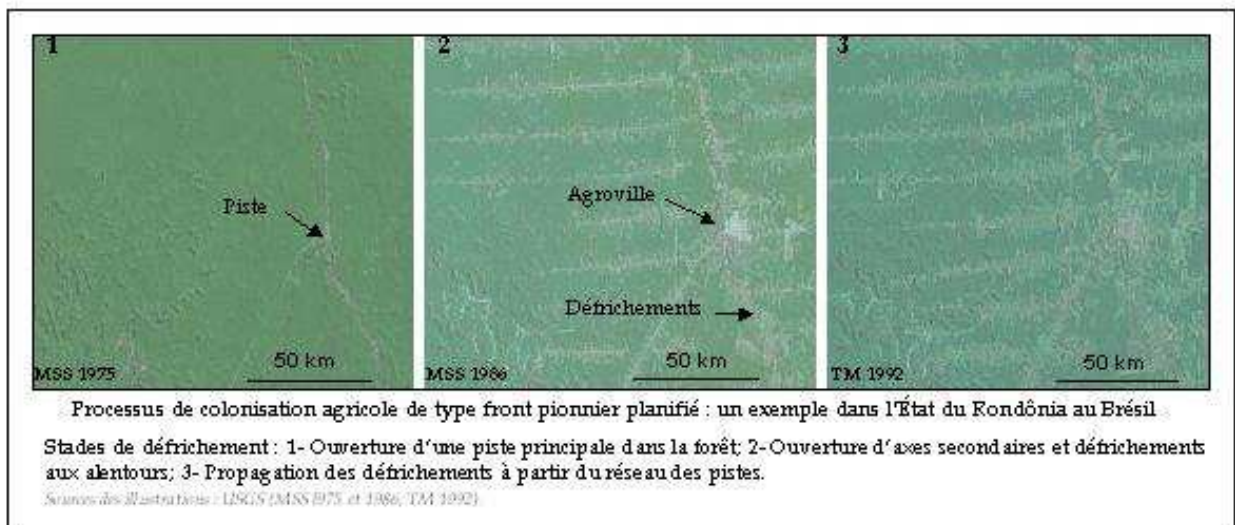 1
2
3
Piste
Agroville
Défrichements
50 km
50 km
50 km
MSS 1975
MSS 1986
TM 1992
Processus de colonisation agricole de type front pionnier planifié : un exemple dans l'État du Rondônia au Brésil
Stades de défrichement : 1- Ouverture d'une piste principale dans la forêt; 2-Ouverture d'axes secondaires et défrichements
aux alentours; 3- Propagation des défrichements à partir du réseau des pistes.
Sources des illustrations : USGS (MSS 1975 et 1986, TM 1992)